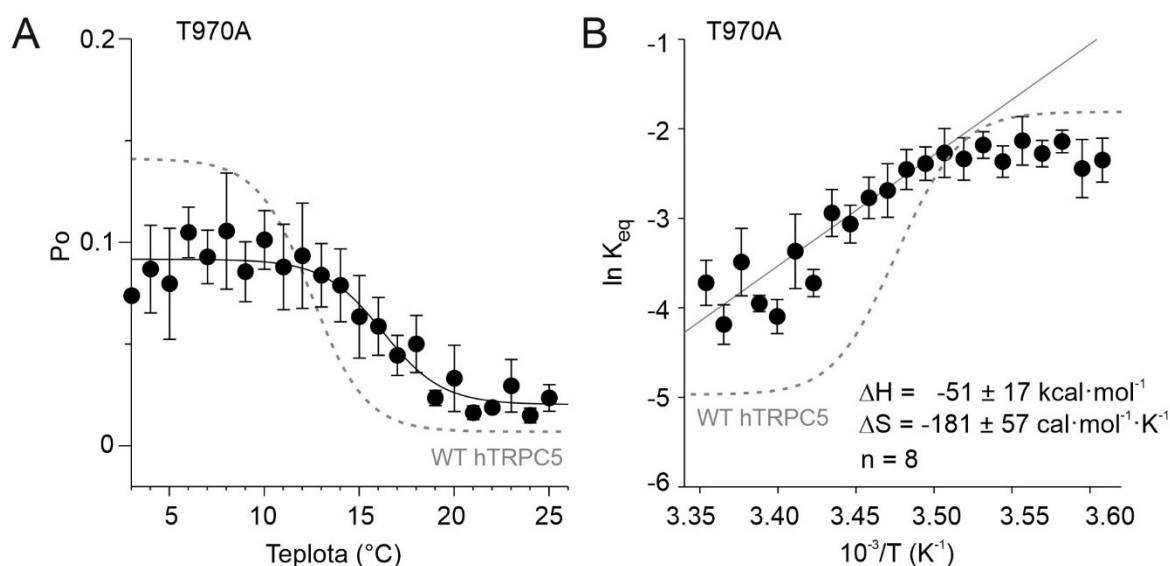 A
T970A
0.2
0.1
0
Po
WT hTRPC5
5
10
15
20
25
Teplota (°C)
B
T970A
-1
-2
-3
-4
-5
-6
ln Keq
WT hTRPC5
ΔH = -51 ± 17 kcal·mol⁻¹
ΔS = -181 ± 57 cal·mol⁻¹·K⁻¹
n = 8
3.35
3.40
3.45
3.50
3.55
3.60
10⁻³/T (K⁻¹)